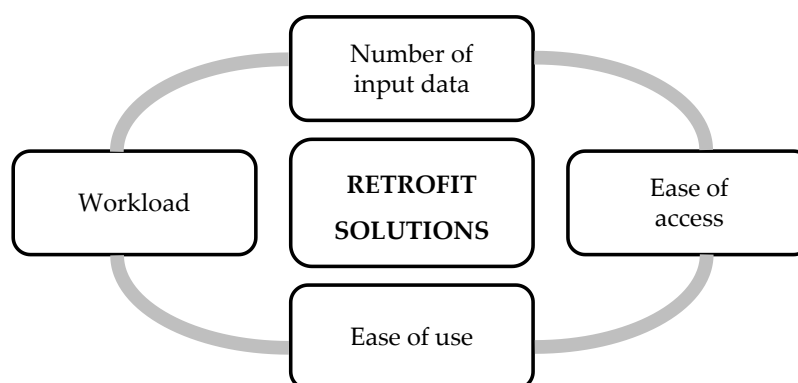 Number of
input data
Workload
RETROFIT
SOLUTIONS
Ease of
access
Ease of use